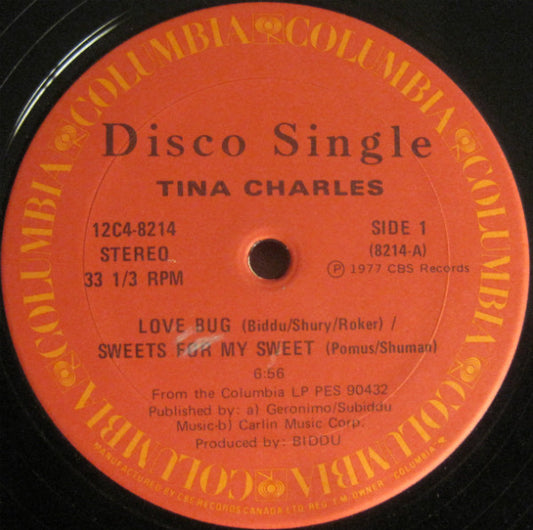 COLUMBIA COLUMBIA COLUMBIA COLUMBIA COLUMBIA COLUMBIA COLUMBIA COLUMBIA
Disco Single
TINA CHARLES
12C4-8214
STEREO
33 1/3 RPM
SIDE 1
(8214-A)
Ⓟ 1977 CBS Records
LOVE BUG (Biddu/Shury/Roker) /
SWEETS FOR MY SWEET (Pomus/Shuman)
6:56
From the Columbia LP PES 90432
Published by: a) Geronimo/Subiddu
Music-b) Carlin Music Corp.
Produced by: BIDDU
MANUFACTURED BY CBS RECORDS CANADA LTD. REG'T'M. OWNER "COLUMBIA"